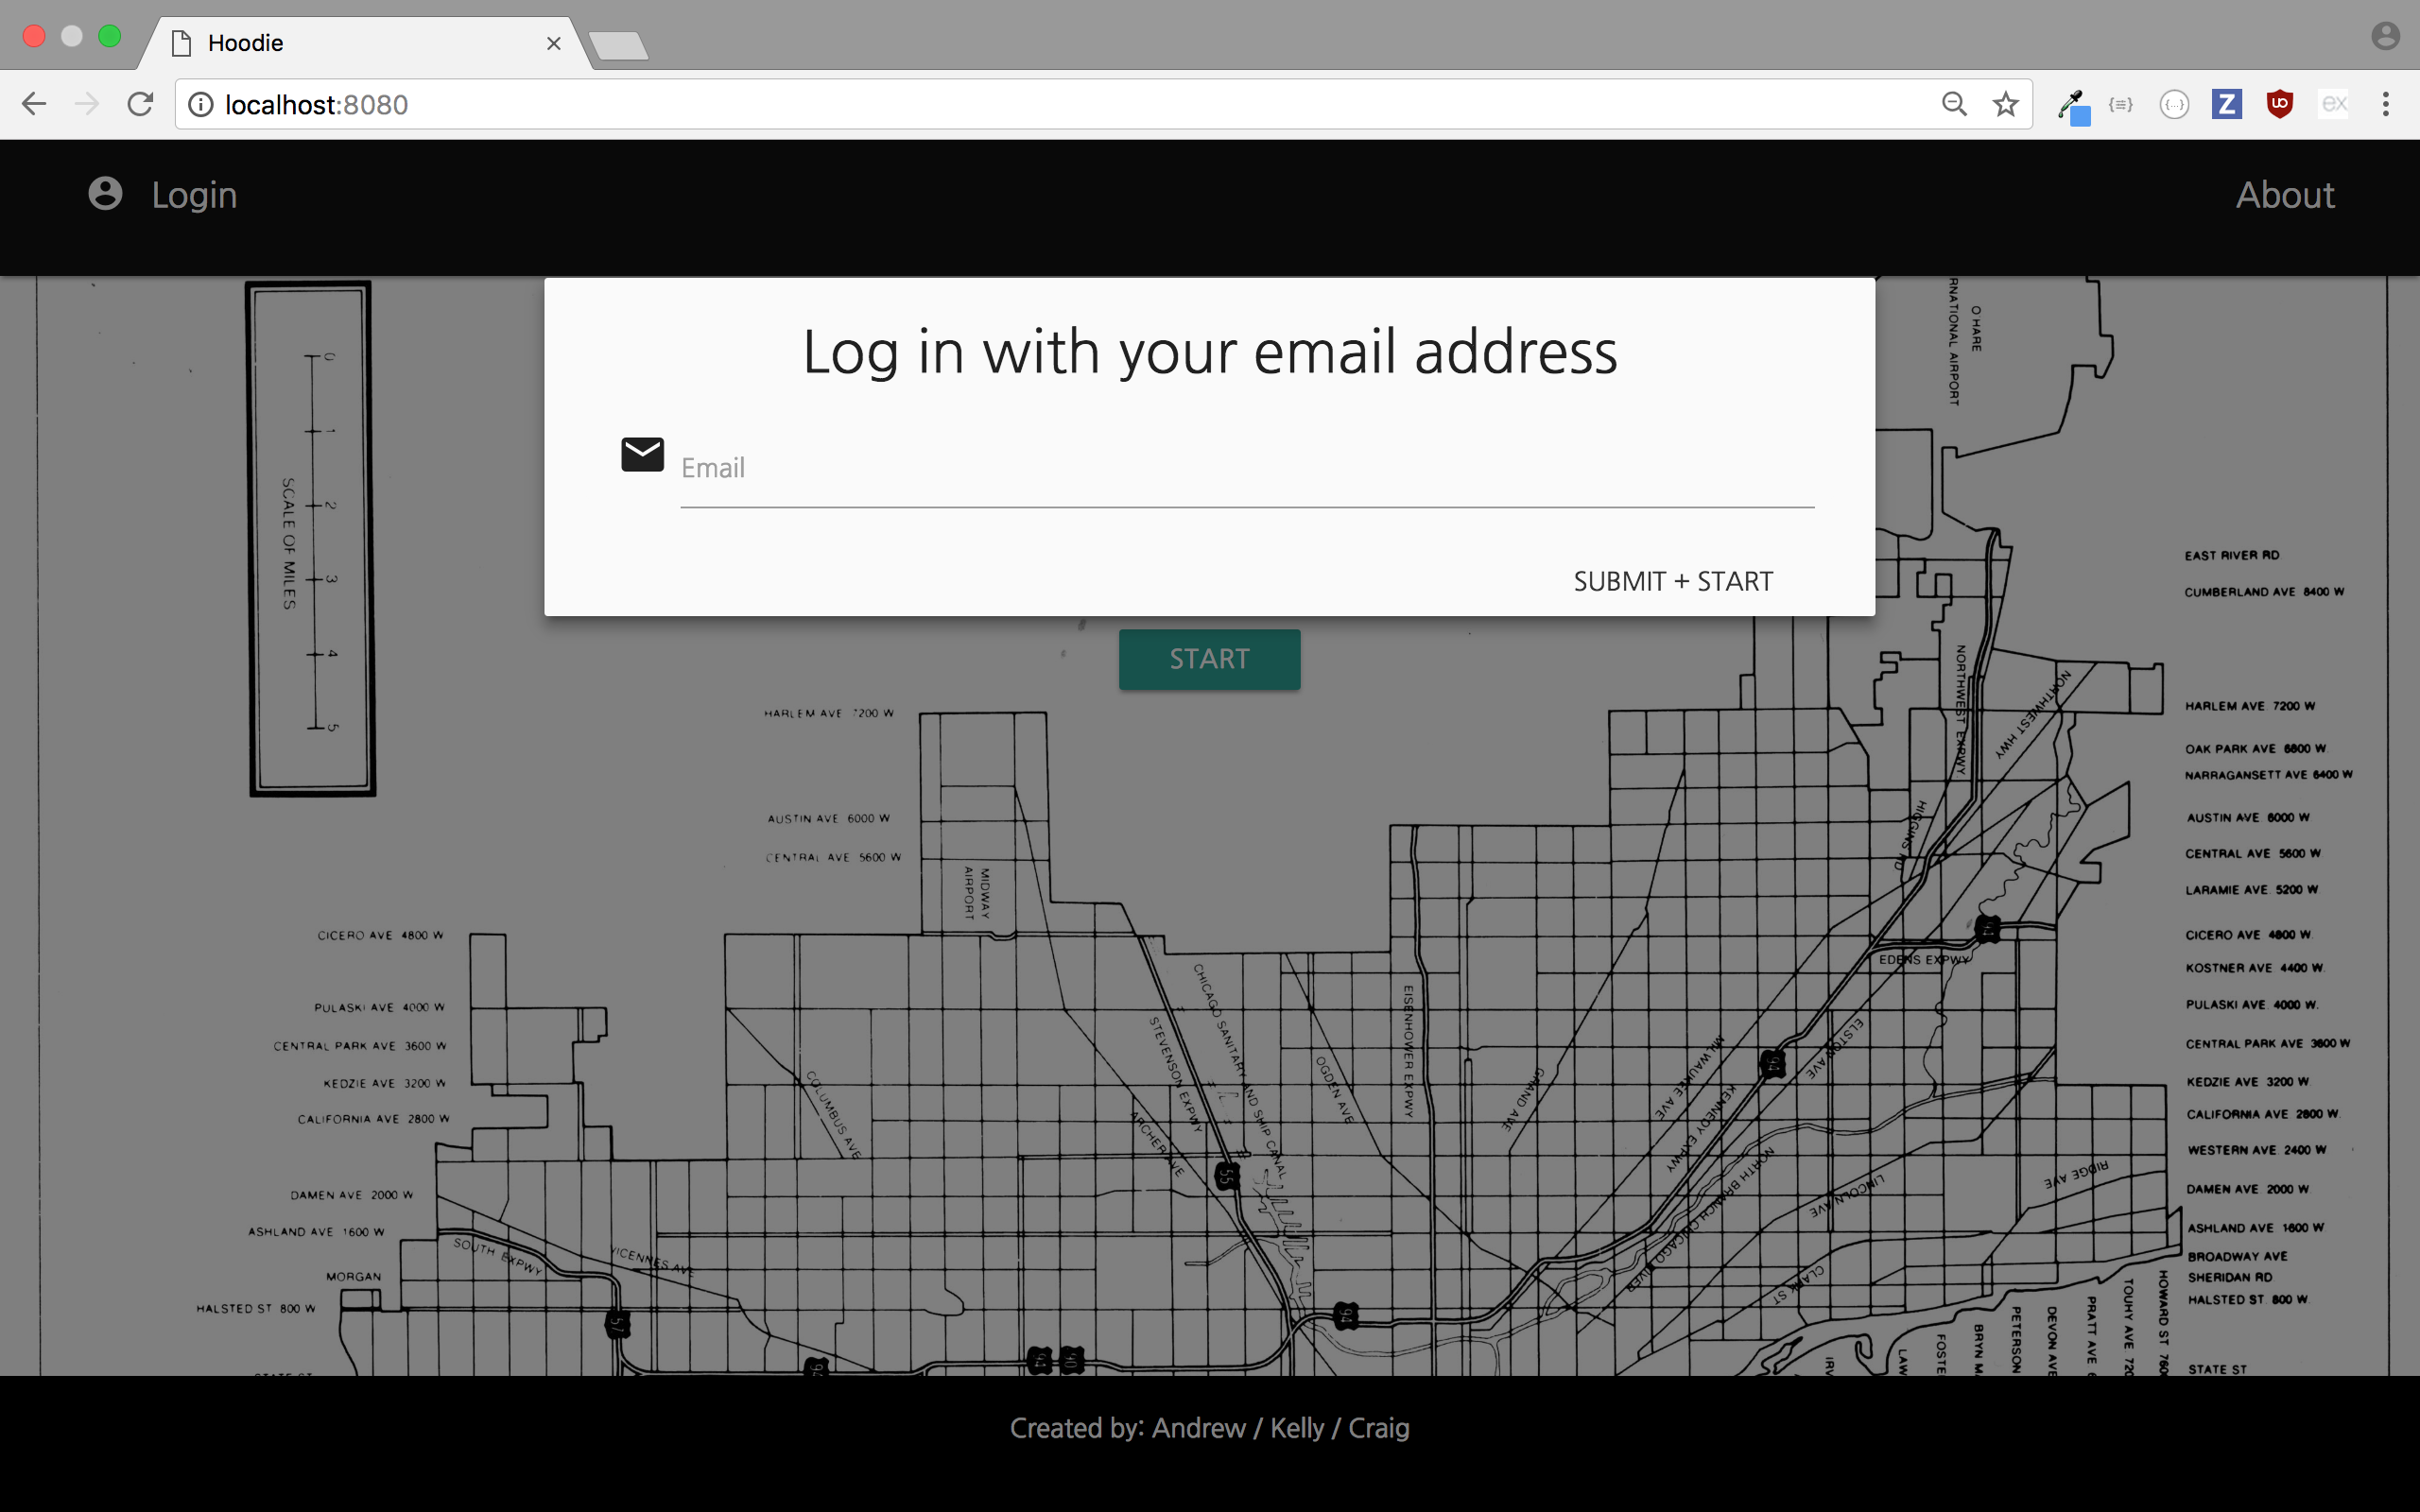 Hoodie
localhost:8080
Login
About
Log in with your email address
Email
SUBMIT + START
START
SCALE OF MILES
0
1
2
3
4
5
O HARE
RNATIONAL AIRPORT
EAST RIVER RD
CUMBERLAND AVE 8400 W
HARLEM AVE 7200 W
OAK PARK AVE 6800 W
NARRAGANSETT AVE 6400 W
AUSTIN AVE 6000 W
CENTRAL AVE 5600 W
LARAMIE AVE 5200 W
CICERO AVE 4800 W
KOSTNER AVE 4400 W
PULASKI AVE 4000 W.
CENTRAL PARK AVE 3600 W
KEDZIE AVE 3200 W
CALIFORNIA AVE 2800 W
WESTERN AVE 2400 W
DAMEN AVE 2000 W
ASHLAND AVE 1600 W
BROADWAY AVE
SHERIDAN RD
HALSTED ST 800 W
STATE ST
HARLEM AVE 7200 W
AUSTIN AVE 6000 W
CENTRAL AVE 5600 W
MIDWAY
AIRPORT
CICERO AVE 4800 W
PULASKI AVE 4000 W
CENTRAL PARK AVE 3600 W
KEDZIE AVE 3200 W
CALIFORNIA AVE 2800 W
DAMEN AVE 2000 W
ASHLAND AVE 1600 W
MORGAN
HALSTED ST 800 W
NORTHWEST EXPWY
NORTHWEST HWY
HIGGINS RD
EDENS EXPWY
ELSTON AVE
MILWAUKEE AVE
KENNEDY EXPWY
NORTH BRANCH CHICAGO RIVER
LINCOLN AVE
RIDGE AVE
CLARK ST
GRAND AVE
EISENHOWER EXPWY
OGDEN AVE
CHICAGO SANITARY AND SHIP CANAL
STEVENSON EXPWY
ARCHER AVE
COLUMBUS AVE
VICENNES AVE
SOUTH EXPWY
94
55
94
57
94
90
HOWARD ST 760
TOUHY AVE 720
PRATT AVE
DEVON AVE
PETERSON
BRYN M
FOSTE
LAW
IRV
Created by: Andrew / Kelly / Craig